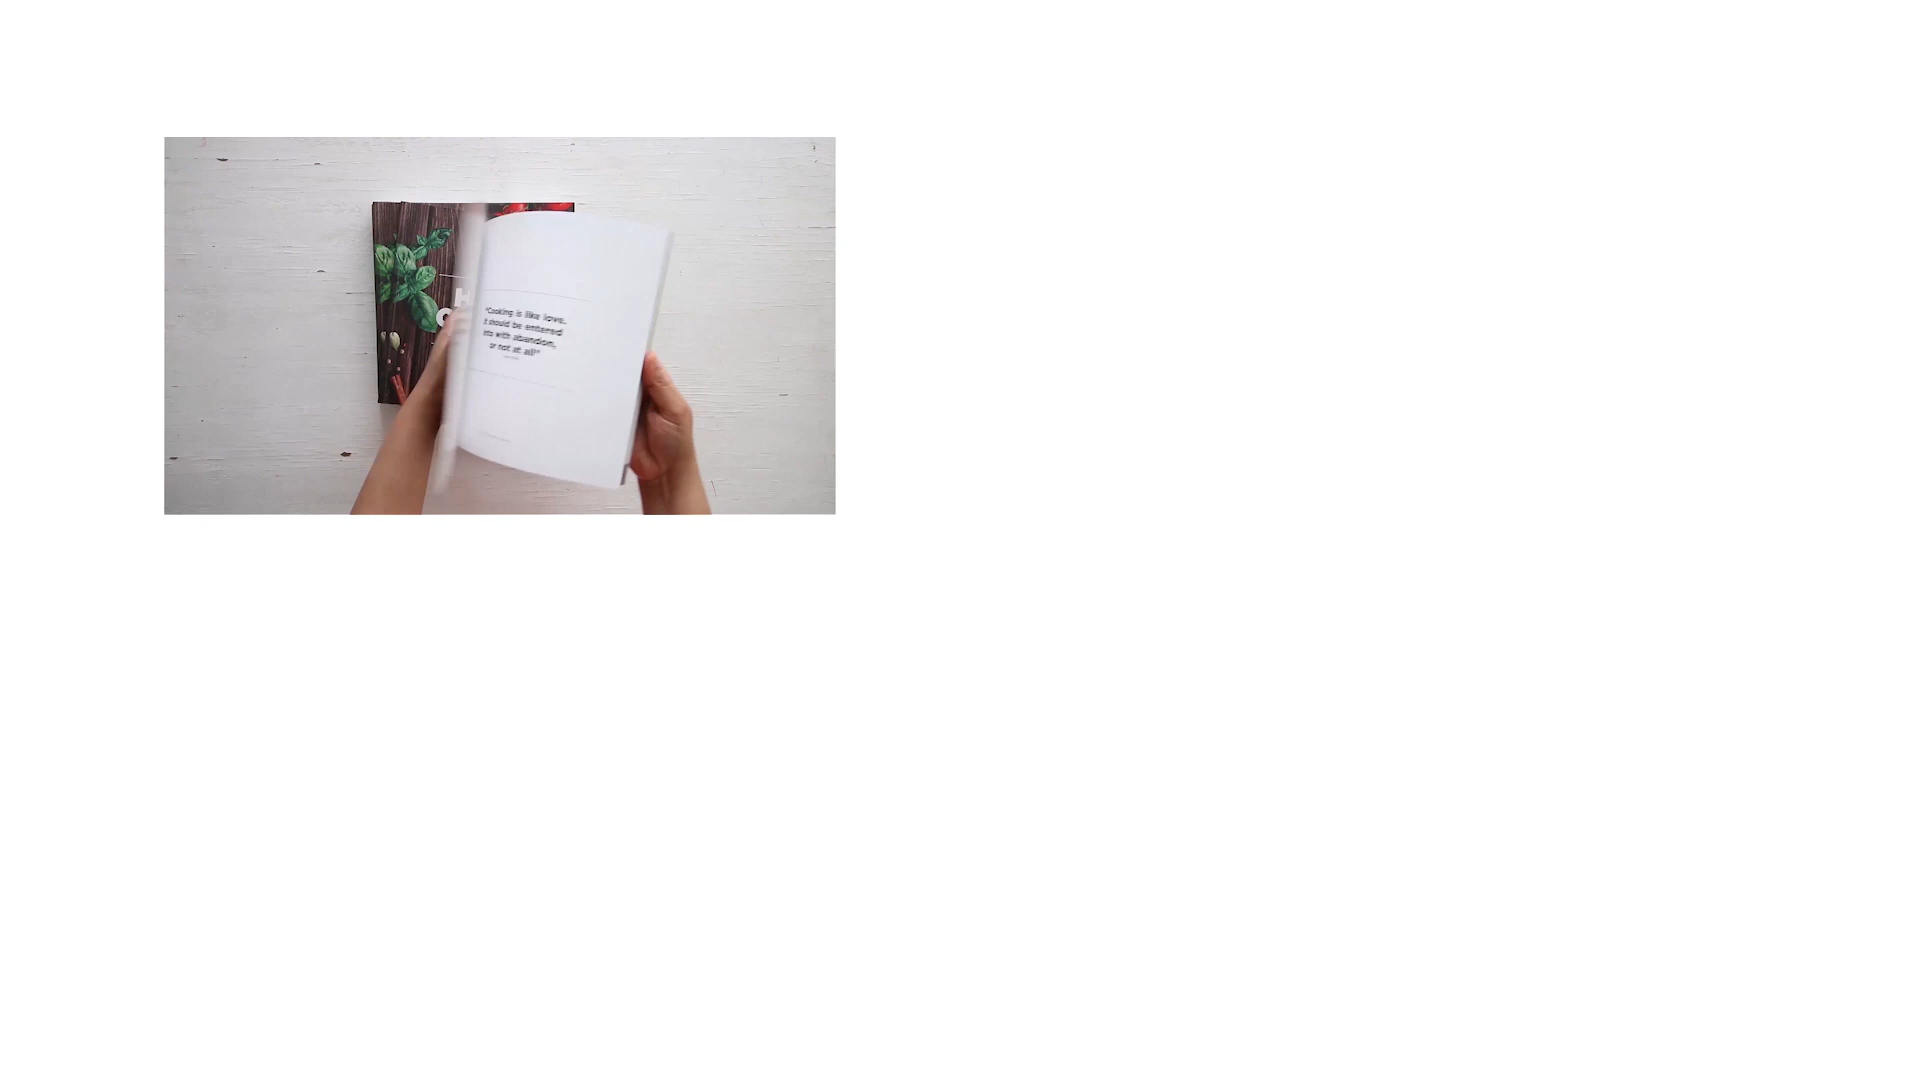 "Cooking is like love.
It should be entered
into with abandon,
or not at all!"
H